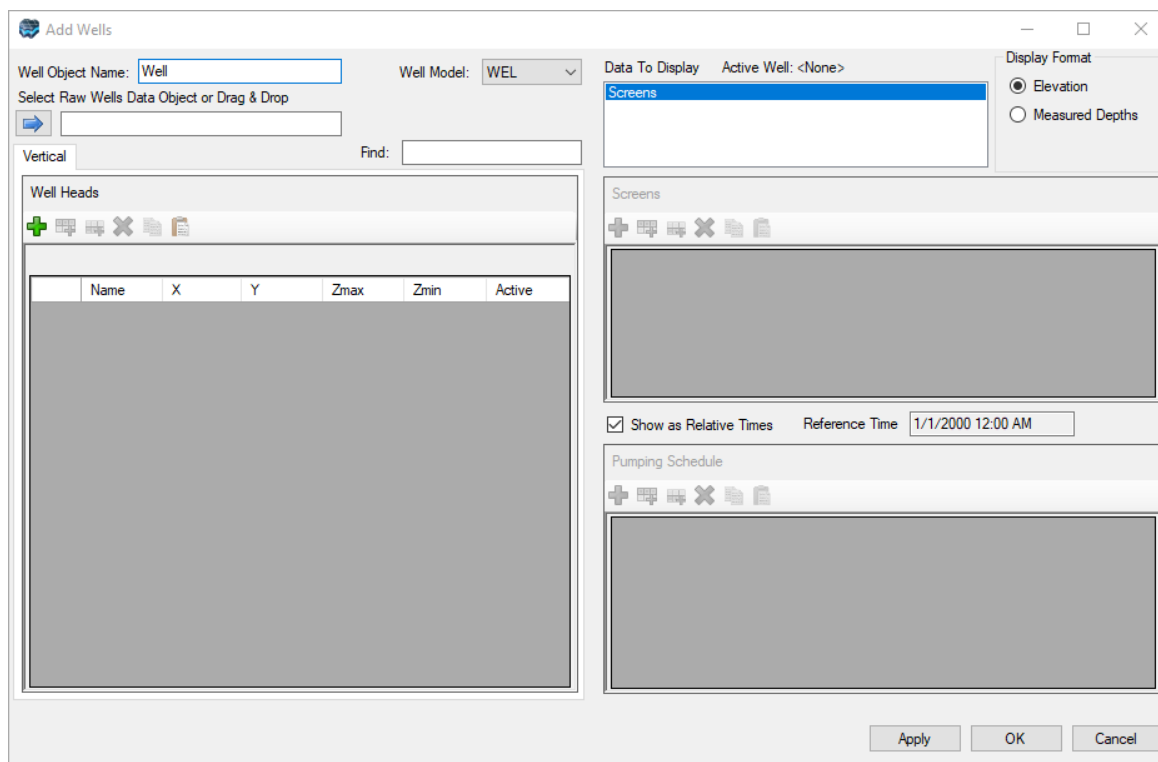 Add Wells
Well Object Name: Well
Well Model: WEL
Select Raw Wells Data Object or Drag & Drop
Vertical
Find:
Well Heads
Name X Y Zmax Zmin Active
Data To Display Active Well: <None>
Screens
Display Format
Elevation
Measured Depths
Screens
Show as Relative Times Reference Time 1/1/2000 12:00 AM
Pumping Schedule
Apply OK Cancel